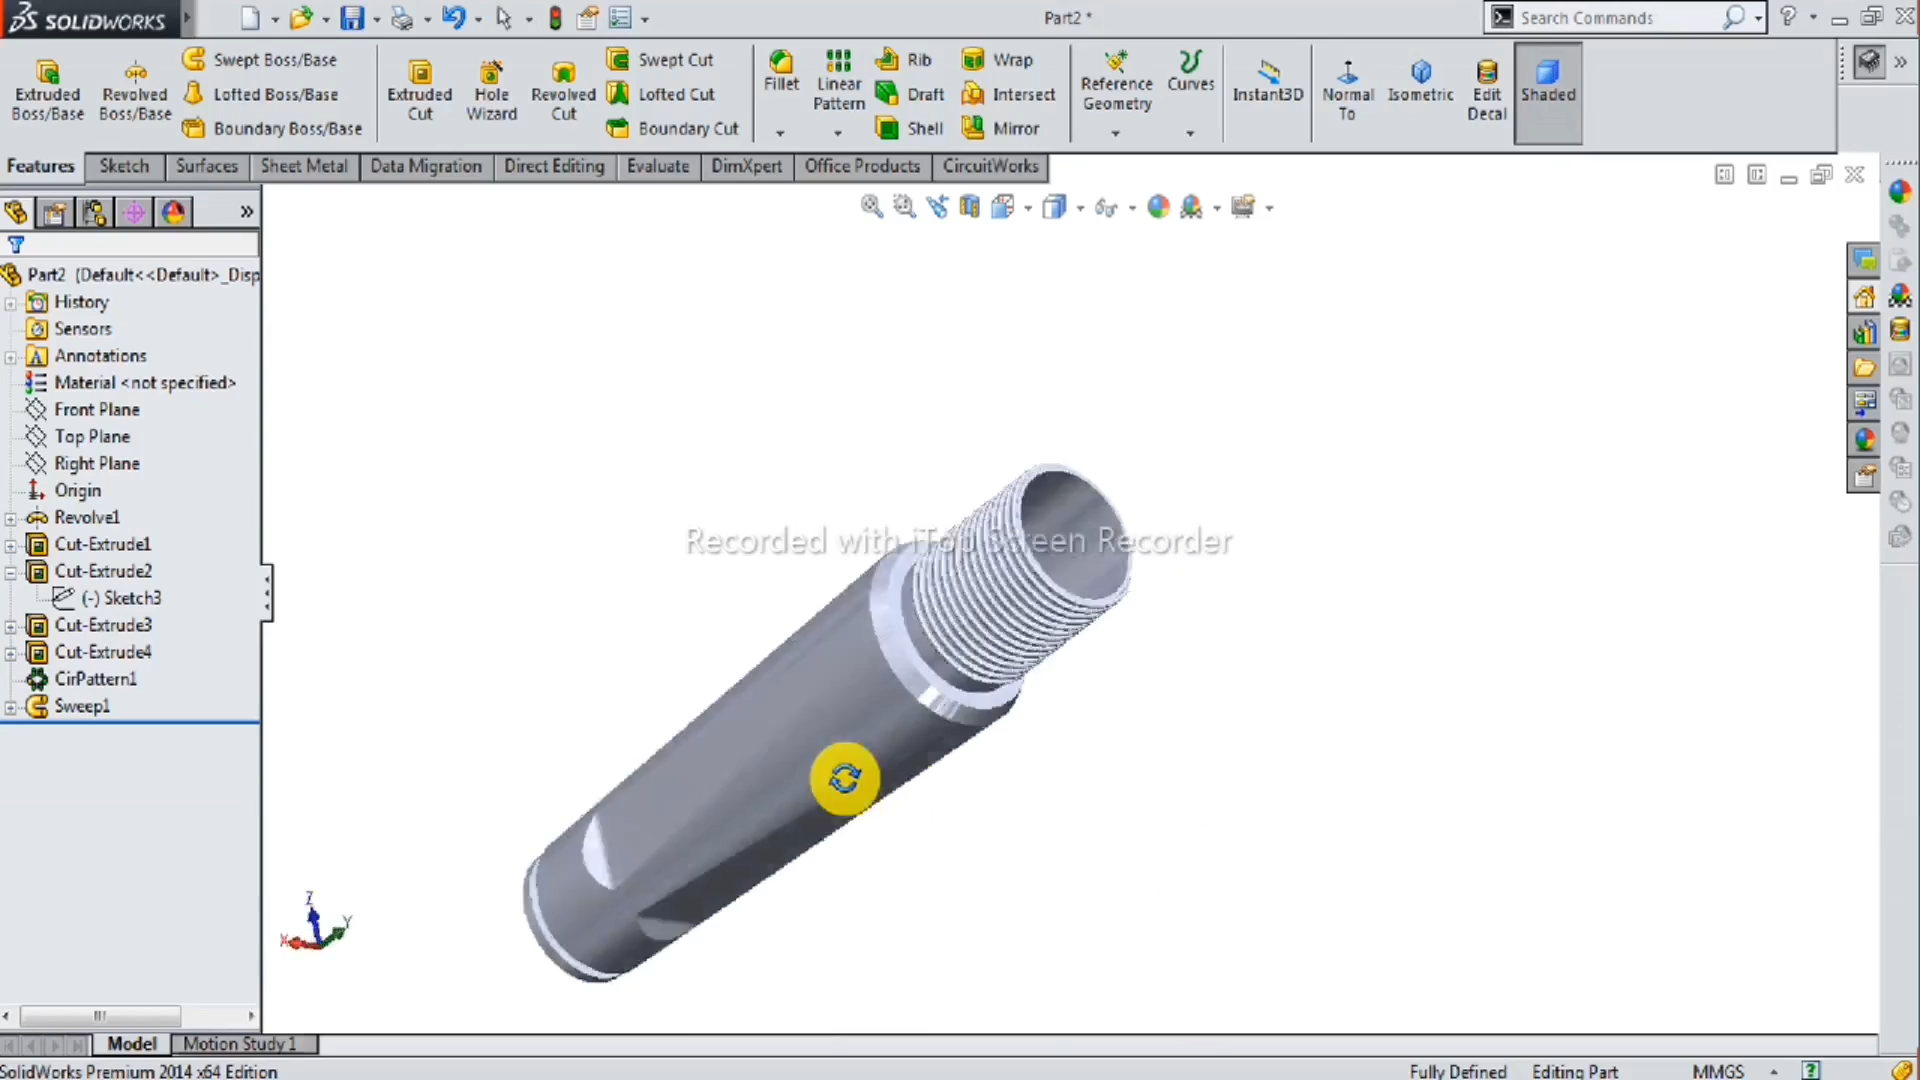 SOLIDWORKS
Part2 *
Search Commands
Extruded Boss/Base
Revolved Boss/Base
Swept Boss/Base
Lofted Boss/Base
Boundary Boss/Base
Extruded Cut
Hole Wizard
Revolved Cut
Swept Cut
Lofted Cut
Boundary Cut
Fillet
Linear Pattern
Rib
Draft
Shell
Wrap
Intersect
Mirror
Reference Geometry
Curves
Instant3D
Normal To
Isometric
Edit Decal
Shaded
Features
Sketch
Surfaces
Sheet Metal
Data Migration
Direct Editing
Evaluate
DimXpert
Office Products
CircuitWorks
Part2 (Default<<Default>_Disp
History
Sensors
Annotations
Material <not specified>
Front Plane
Top Plane
Right Plane
Origin
Revolve1
Cut-Extrude1
Cut-Extrude2
(-) Sketch3
Cut-Extrude3
Cut-Extrude4
CirPattern1
Sweep1
Recorded with iTop Screen Recorder
Z
Y
X
Model
Motion Study 1
SolidWorks Premium 2014 x64 Edition
Fully Defined
Editing Part
MMGS